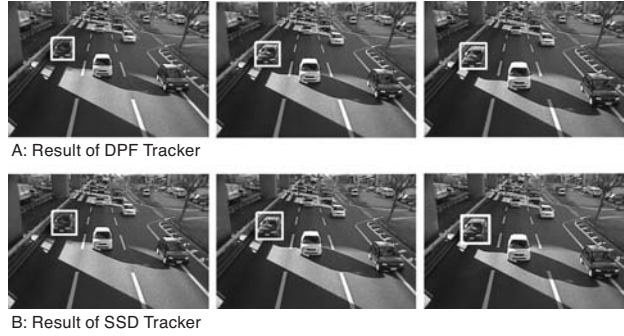 A: Result of DPF Tracker
B: Result of SSD Tracker